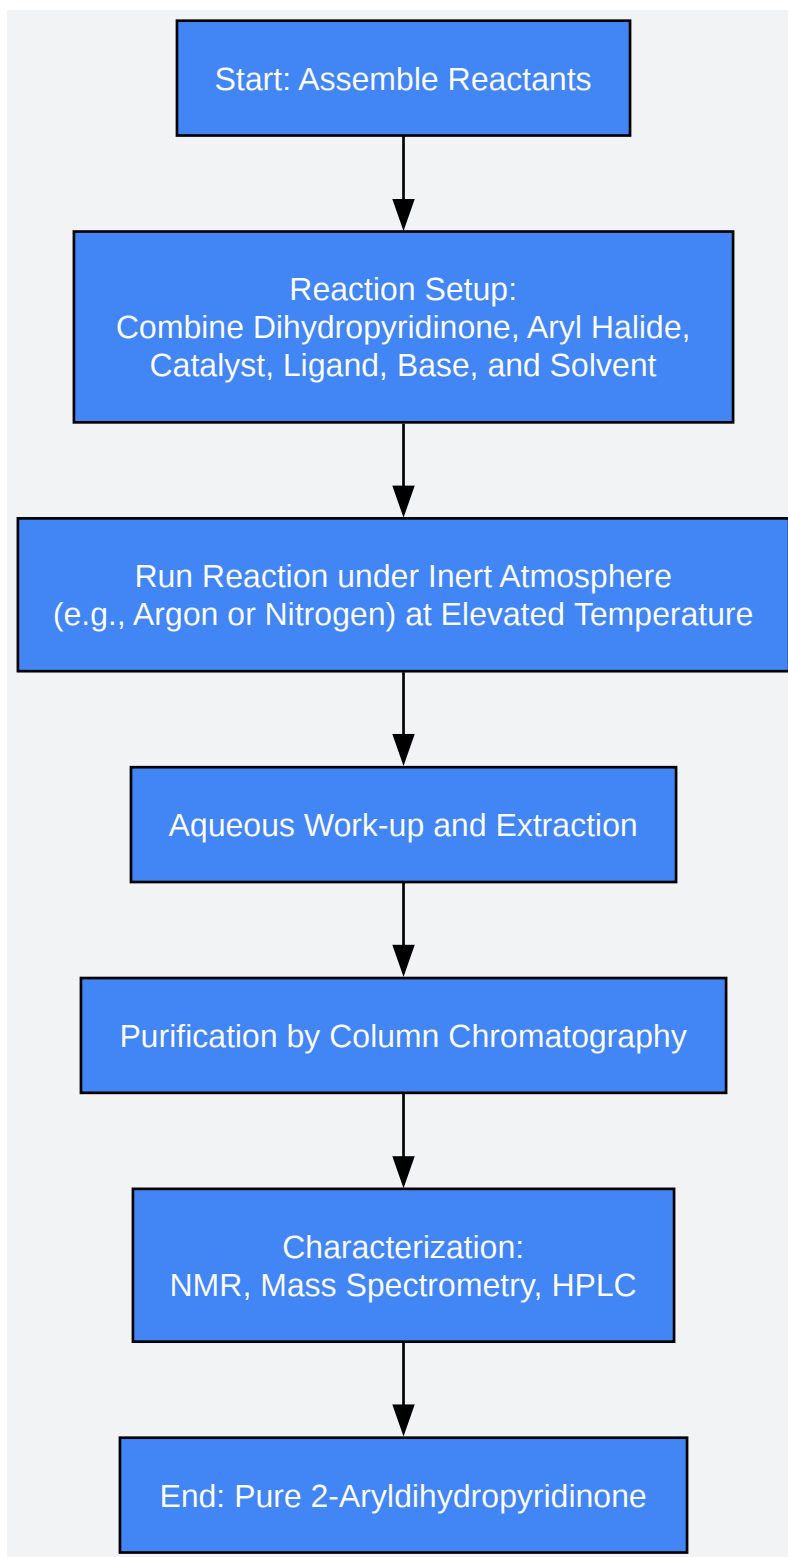 Start: Assemble Reactants
Reaction Setup:
Combine Dihydropyridinone, Aryl Halide,
Catalyst, Ligand, Base, and Solvent
Run Reaction under Inert Atmosphere
(e.g., Argon or Nitrogen) at Elevated Temperature
Aqueous Work-up and Extraction
Purification by Column Chromatography
Characterization:
NMR, Mass Spectrometry, HPLC
End: Pure 2-Aryldihydropyridinone